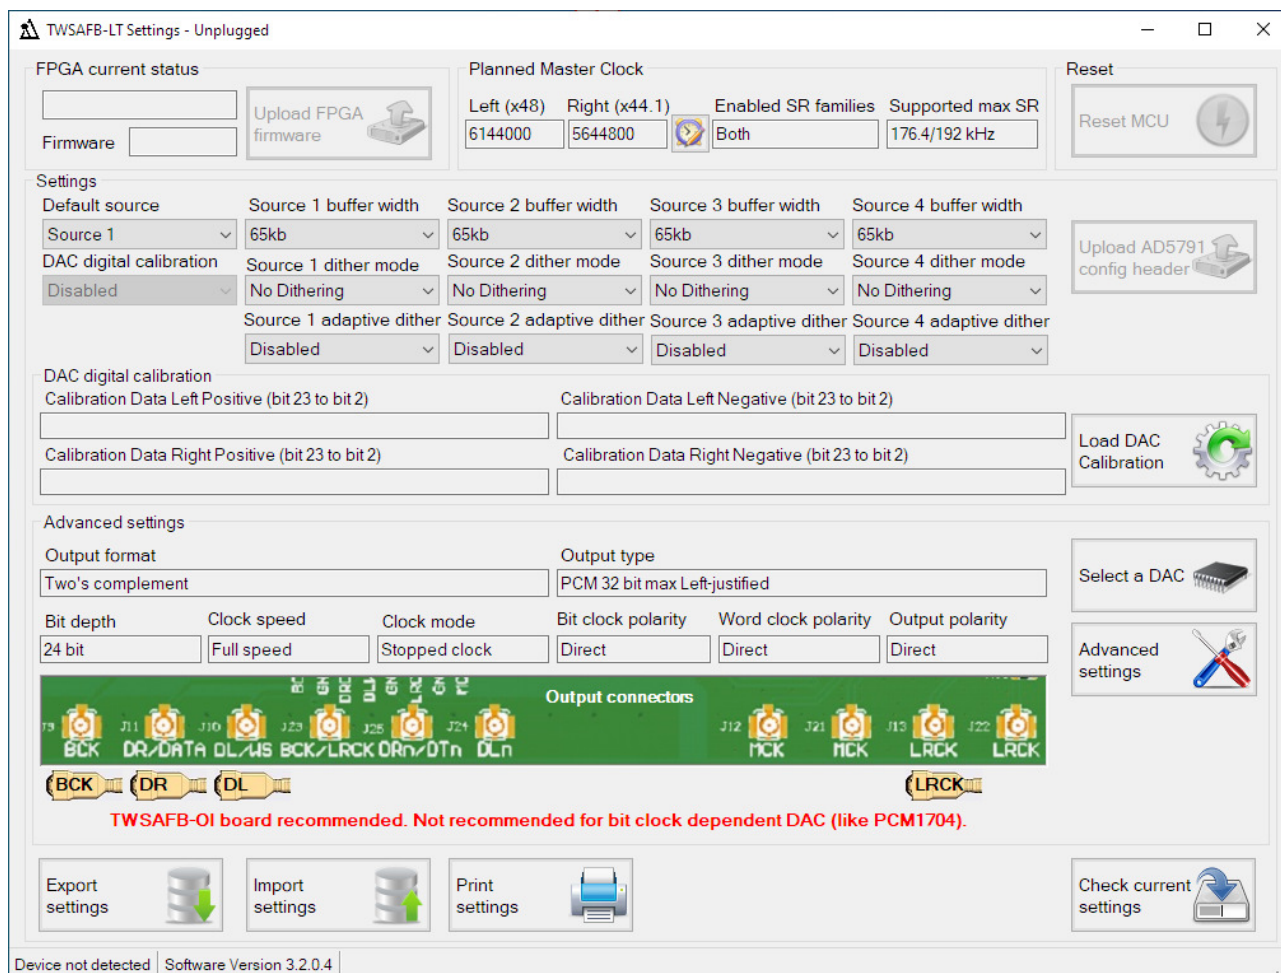 TWSAFB-LT Settings - Unplugged
FPGA current status
Planned Master Clock
Reset
Upload FPGA
firmware
Firmware
Left (x48) Right (x44.1) Enabled SR families Supported max SR
6144000 5644800 Both 176.4/192 kHz
Reset MCU
Settings
Default source Source 1 buffer width Source 2 buffer width Source 3 buffer width Source 4 buffer width
Source 1 65kb 65kb 65kb 65kb
DAC digital calibration Source 1 dither mode Source 2 dither mode Source 3 dither mode Source 4 dither mode
Disabled No Dithering No Dithering No Dithering No Dithering
Source 1 adaptive dither Source 2 adaptive dither Source 3 adaptive dither Source 4 adaptive dither
Disabled Disabled Disabled Disabled
Upload AD5791
config header
DAC digital calibration
Calibration Data Left Positive (bit 23 to bit 2) Calibration Data Left Negative (bit 23 to bit 2)
Calibration Data Right Positive (bit 23 to bit 2) Calibration Data Right Negative (bit 23 to bit 2)
Load DAC
Calibration
Advanced settings
Output format Output type
Two's complement PCM 32 bit max Left-justified
Select a DAC
Bit depth Clock speed Clock mode Bit clock polarity Word clock polarity Output polarity
24 bit Full speed Stopped clock Direct Direct Direct
Advanced
settings
Output connectors
J11 J10 J23 J25 J24 J12 J21 J13 J22
BCK DR/DATA DL/WS BCK/LRCK DRn/DTn DLn MCK MCK LRCK LRCK
BCK DR DL LRCK
TWSAFB-OI board recommended. Not recommended for bit clock dependent DAC (like PCM1704).
Export
settings
Import
settings
Print
settings
Check current
settings
Device not detected Software Version 3.2.0.4